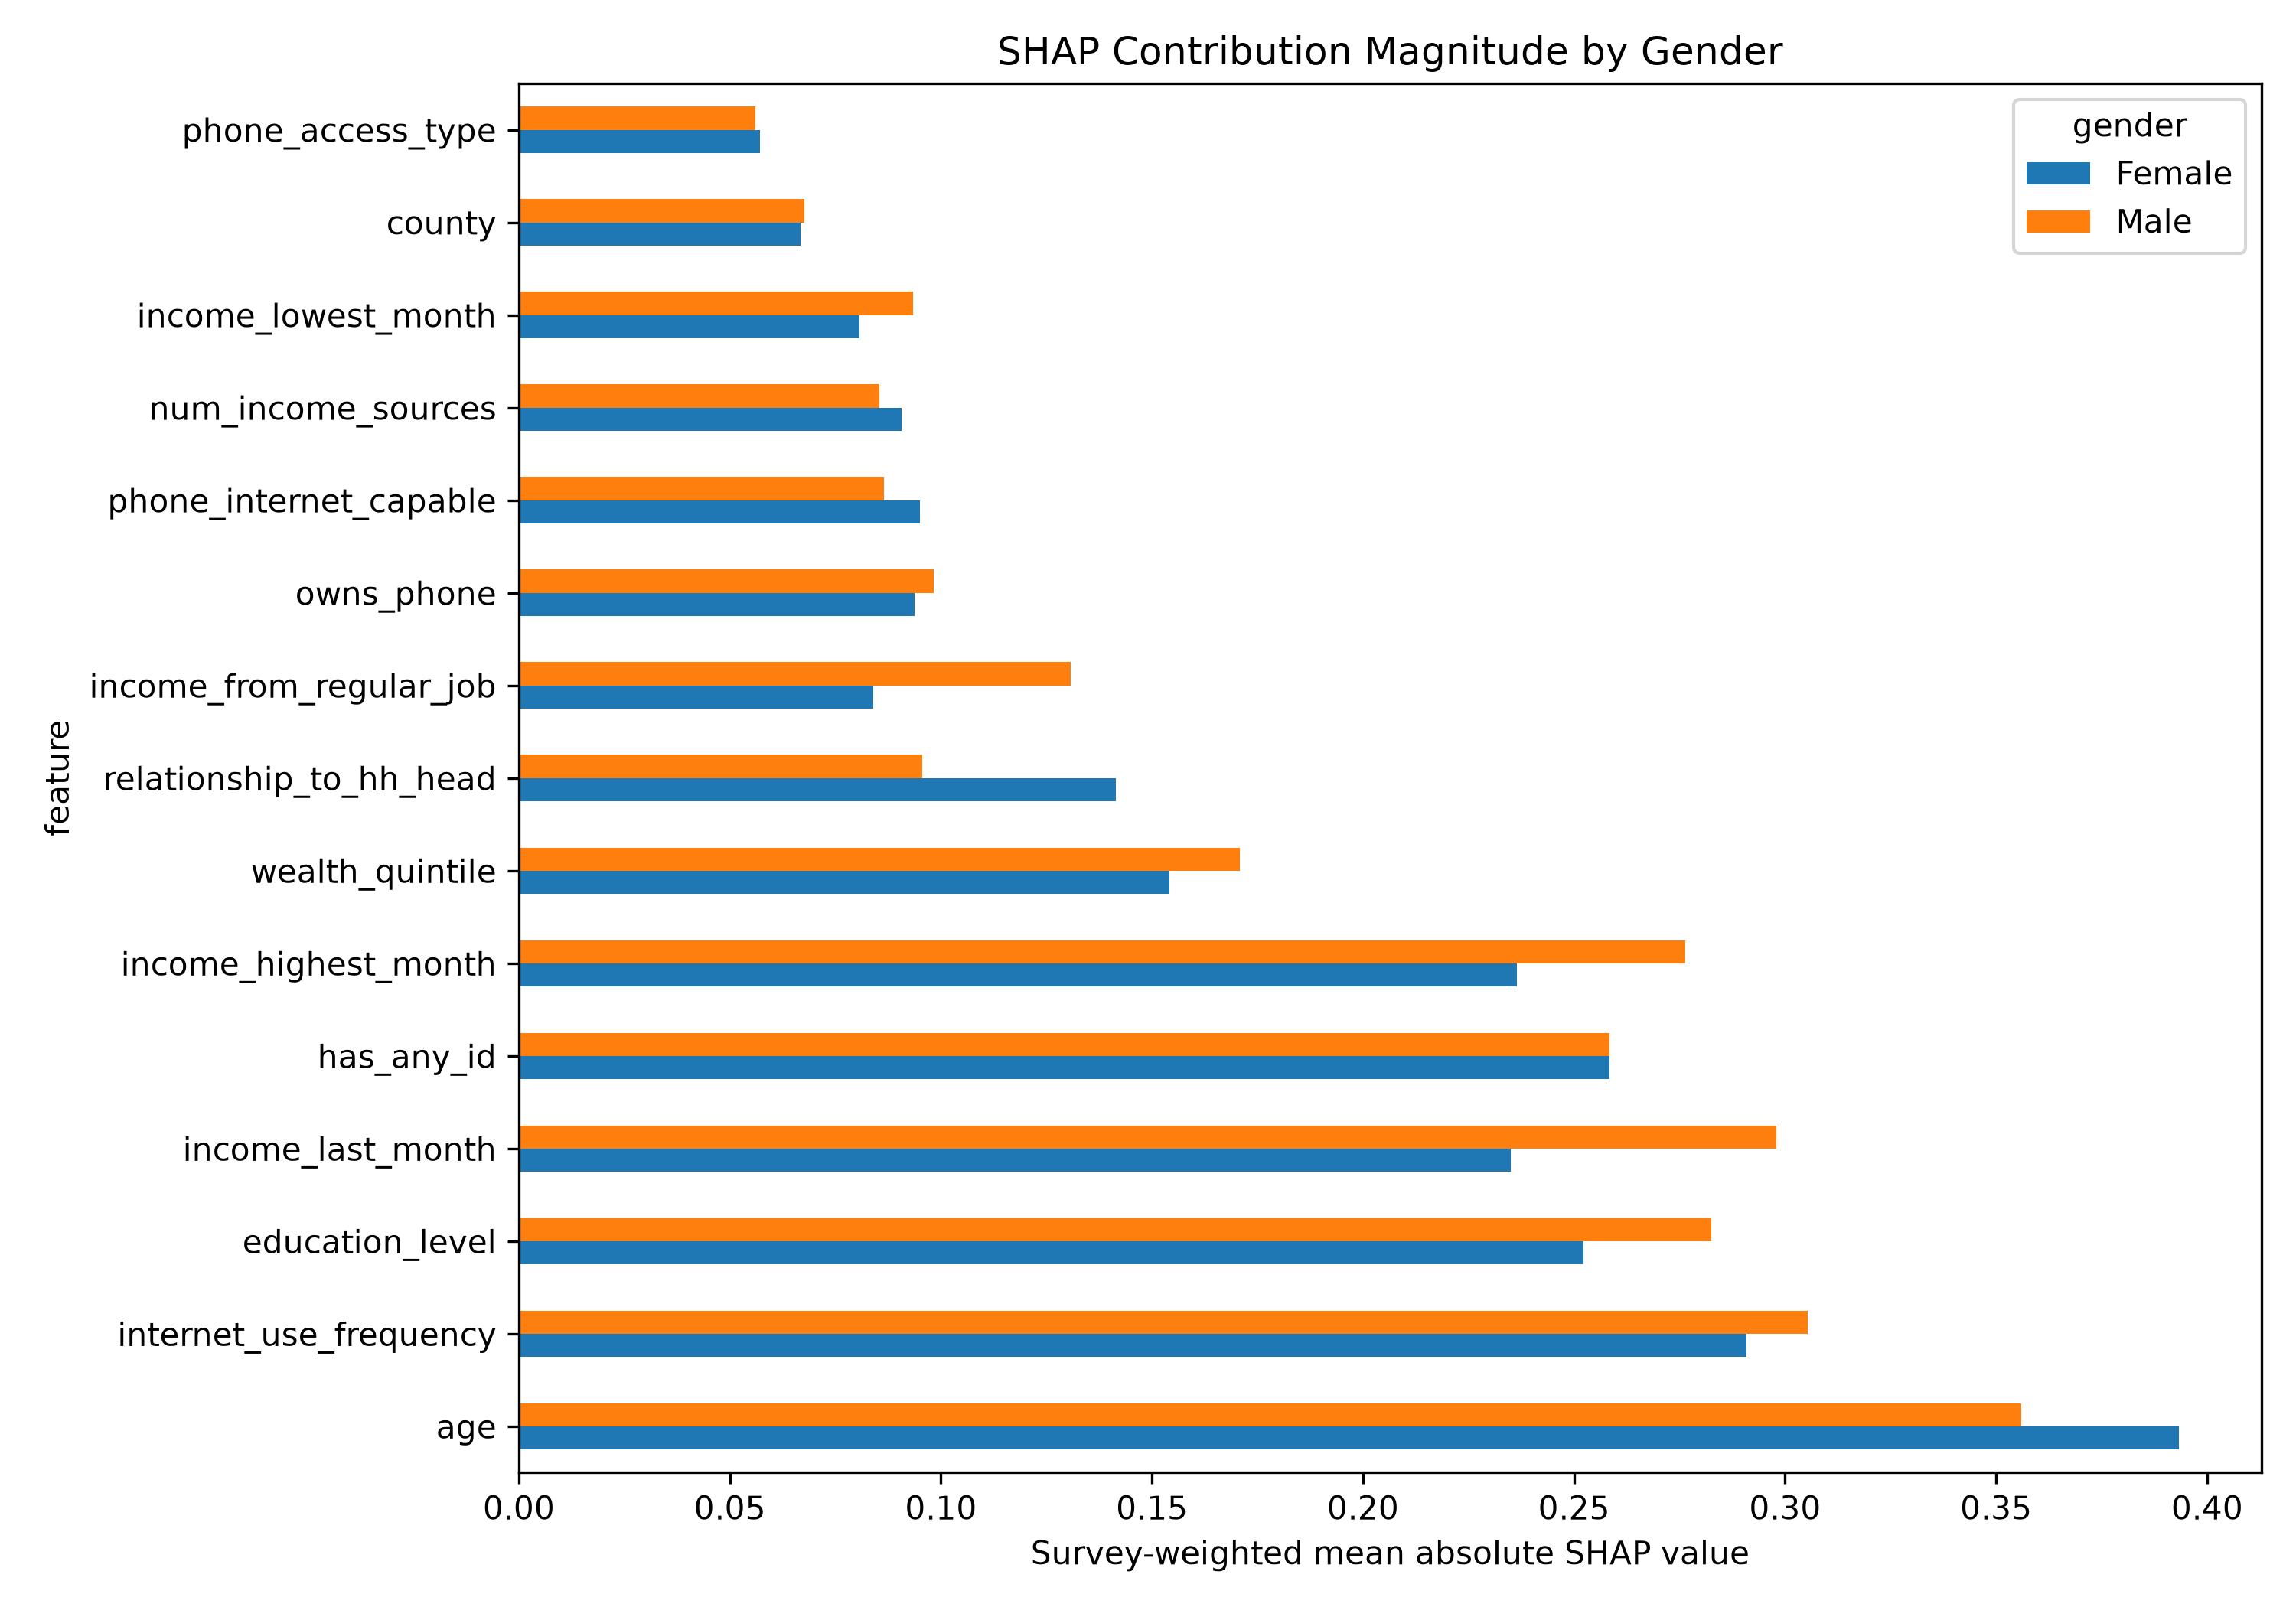 SHAP Contribution Magnitude by Gender
gender
Female
Male
phone_access_type
county
income_lowest_month
num_income_sources
phone_internet_capable
owns_phone
income_from_regular_job
relationship_to_hh_head
wealth_quintile
income_highest_month
has_any_id
income_last_month
education_level
internet_use_frequency
age
feature
0.00 0.05 0.10 0.15 0.20 0.25 0.30 0.35 0.40
Survey-weighted mean absolute SHAP value